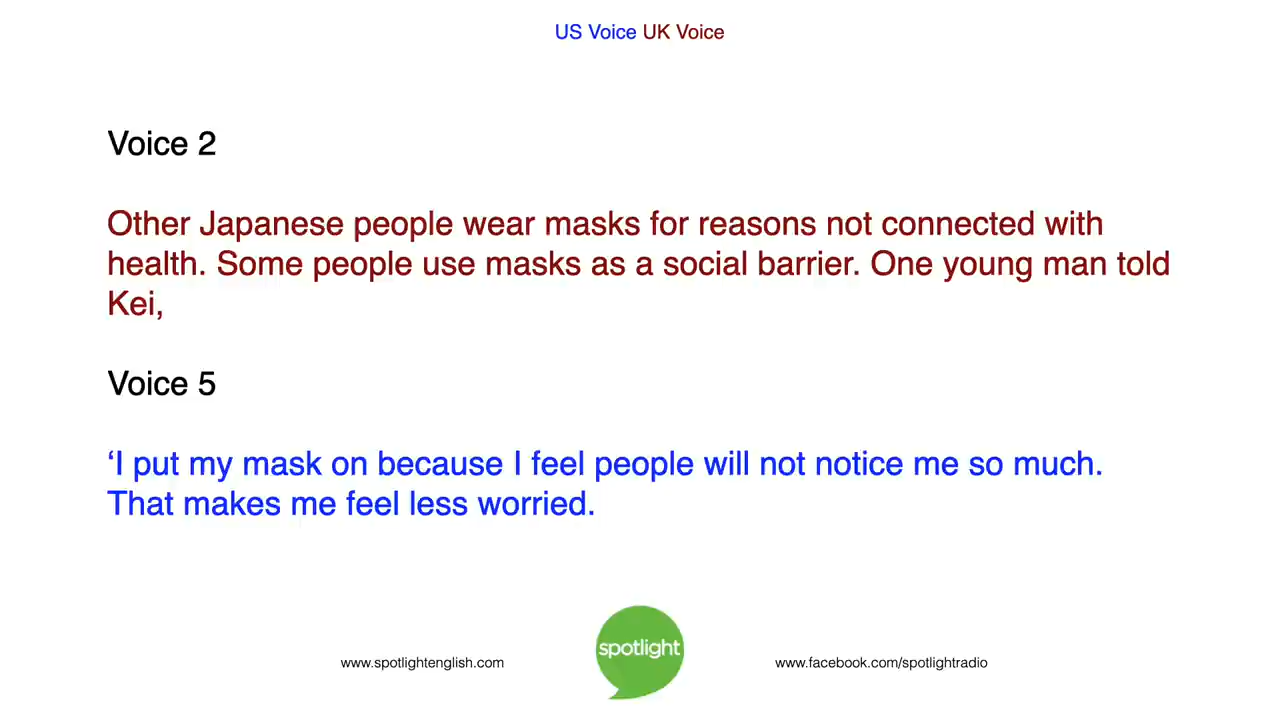 US Voice UK Voice
Voice 2
Other Japanese people wear masks for reasons not connected with
health. Some people use masks as a social barrier. One young man told
Kei,
Voice 5
‘I put my mask on because I feel people will not notice me so much.
That makes me feel less worried.
spotlight
www.spotlightenglish.com
www.facebook.com/spotlightradio